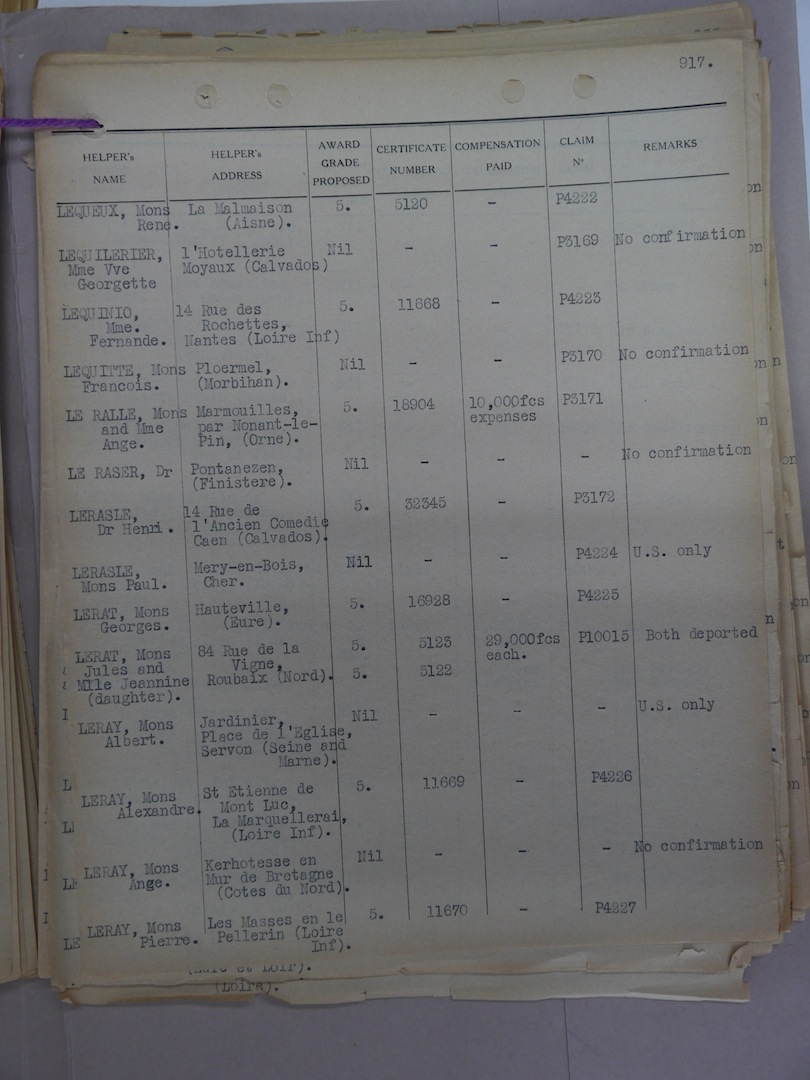 917.
HELPER's NAME HELPER's ADDRESS AWARD GRADE PROPOSED CERTIFICATE NUMBER COMPENSATION PAID CLAIM Nº REMARKS
LEQUEUX, Mons La Malmaison 5. 5120 - P4222
Rene. (Aisne).
LEQUILERIER, l'Hotellerie Nil - - P3169 No confirmation
Mme Vve Moyaux (Calvados)
Georgette
LEQUINIO, 14 Rue des 5. 11668 - P4223
Mme. Rochettes,
Fernande. Nantes (Loire Inf)
LEQUITTE, Mons Ploermel, Nil - - P3170 No confirmation
Francois. (Morbihan).
LE RALLE, Mons Marmouilles, 5. 18904 10,000fcs P3171
and Mme par Nonant-le- expenses
Ange. Pin, (Orne).
LE RASER, Dr Pontanezen, Nil - - - No confirmation
(Finistere).
LERASLE, 14 Rue de 5. 32345 - P3172
Dr Henri. l'Ancien Comedie
Caen (Calvados).
LERASLE, Mery-en-Bois, Nil - - P4224 U.S. only
Mons Paul. Cher.
LERAT, Mons Hauteville, 5. 16928 - P4225
Georges. (Eure).
LERAT, Mons 84 Rue de la 5. 5123 29,000fcs P10015 Both deported
Jules and Vigne, each.
Mlle Jeannine Roubaix (Nord). 5. 5122
(daughter).
LERAY, Mons Jardinier, Nil - - - U.S. only
Albert. Place de l'Eglise,
Servon (Seine and
Marne).
LERAY, Mons St Etienne de 5. 11669 - P4226
Alexandre. Mont Luc,
La Marquellerai,
(Loire Inf).
LERAY, Mons Kerhotesse en Nil - - - No confirmation
Ange. Mur de Bretagne
(Cotes du Nord).
LERAY, Mons Les Masses en le 5. 11670 - P4227
Pierre. Pellerin (Loire
Inf).
(Loira).